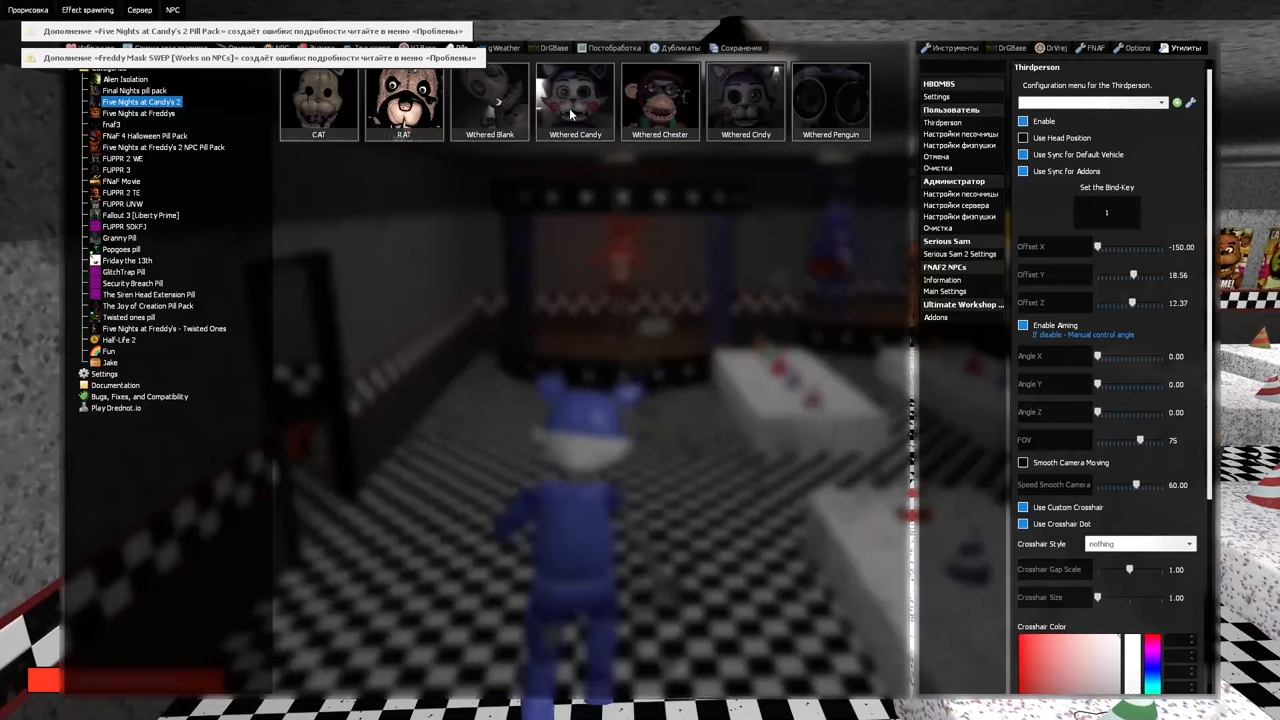 Прорисовка
Effect spawning
Сервер
NPC
Дополнение «Five Nights at Candy's 2 Pill Pack» создаёт ошибки: подробности читайте в меню «Проблемы»
Дополнение «Freddy Mask SWEP [Works on NPCs]» создаёт ошибки: подробности читайте в меню «Проблемы»
gWeather
DrGBase
Постобработка
Дубликаты
Сохранения
Alien Isolation
Final Nights pill pack
Five Nights at Candy's 2
Five Nights at Freddys
fnaf3
FNAF 4 Halloween Pill Pack
Five Nights at Freddy's 2 NPC Pill Pack
FUPPR 2 WE
FUPPR 3
FNaF Movie
FUPPR 2 TE
FUPPR UNW
Fallout 3 [Liberty Prime]
FUPPR SDKFJ
Granny Pill
Popgoes pill
Friday the 13th
GlitchTrap Pill
Security Breach Pill
The Siren Head Extension Pill
The Joy of Creation Pill Pack
Twisted ones pill
Five Nights at Freddy's - Twisted Ones
Half-Life 2
Fun
Jake
Settings
Documentation
Bugs, Fixes, and Compatibility
Play Drednot.io
CAT
RAT
Withered Blank
Withered Candy
Withered Chester
Withered Cindy
Withered Penguin
Инструменты
DrGBase
DrVrej
FNAF
Options
Утилиты
HBOMBS
Settings
Пользователь
Thirdperson
Настройки песочницы
Настройки физпушки
Отмена
Очистка
Администратор
Настройки песочницы
Настройки сервера
Настройки физпушки
Очистка
Serious Sam
Serious Sam 2 Settings
FNAF2 NPCs
Information
Main Settings
Ultimate Workshop ...
Addons
Thirdperson
Configuration menu for the Thirdperson.
Enable
Use Head Position
Use Sync for Default Vehicle
Use Sync for Addons
Set the Bind-Key
1
Offset X -150.00
Offset Y 18.56
Offset Z 12.37
Enable Aiming
If disable - Manual control angle
Angle X 0.00
Angle Y 0.00
Angle Z 0.00
FOV 75
Smooth Camera Moving
Speed Smooth Camera 60.00
Use Custom Crosshair
Use Crosshair Dot
Crosshair Style nothing
Crosshair Gap Scale 1.00
Crosshair Size 1.00
Crosshair Color